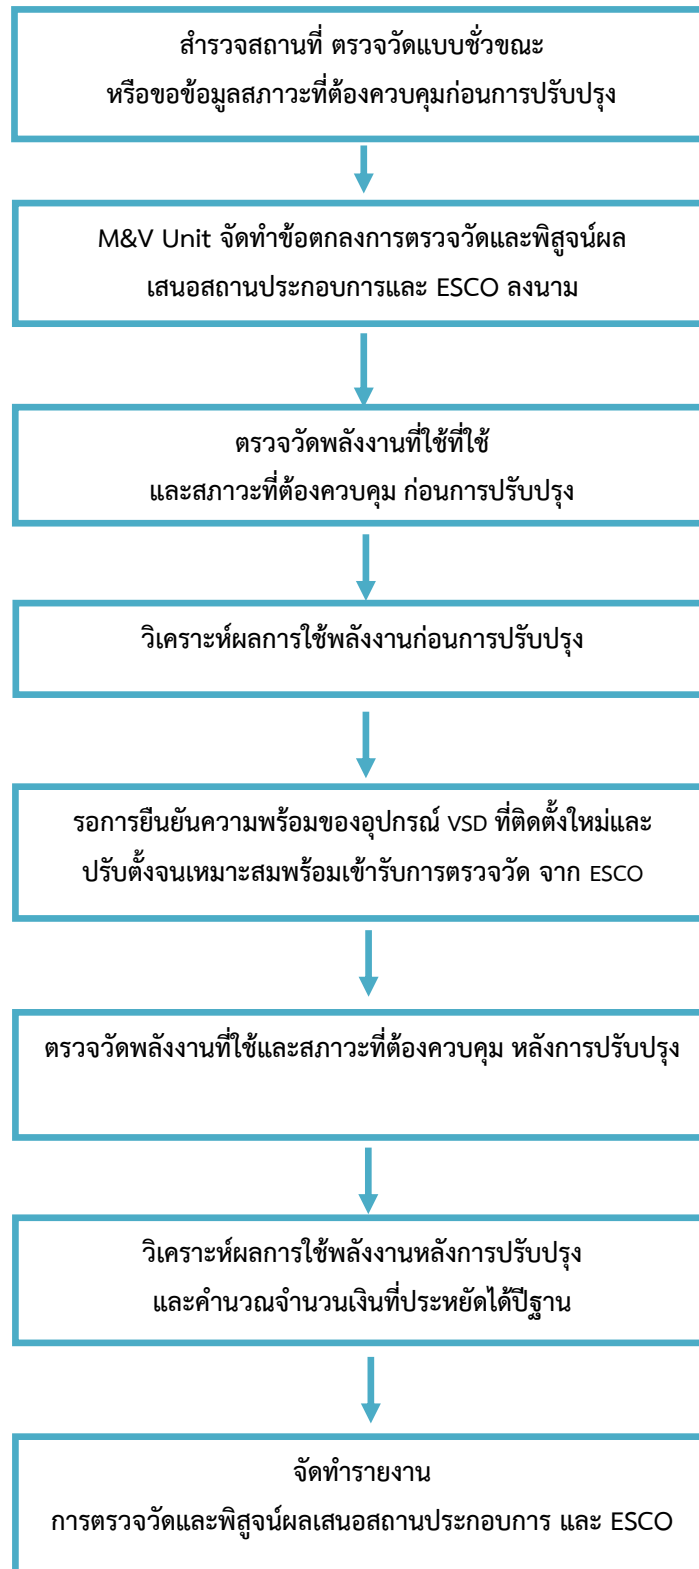 สำรวจสถานที่ ตรวจวัดแบบชั่วขณะ
หรือขอข้อมูลสภาวะที่ต้องควบคุมก่อนการปรับปรุง
M&V Unit จัดทำข้อตกลงการตรวจวัดและพิสูจน์ผล
เสนอสถานประกอบการและ ESCO ลงนาม
ตรวจวัดพลังงานที่ใช้ที่ใช้
และสภาวะที่ต้องควบคุม ก่อนการปรับปรุง
วิเคราะห์ผลการใช้พลังงานก่อนการปรับปรุง
รอการยืนยันความพร้อมของอุปกรณ์ VSD ที่ติดตั้งใหม่และ
ปรับตั้งจนเหมาะสมพร้อมเข้ารับการตรวจวัด จาก ESCO
ตรวจวัดพลังงานที่ใช้และสภาวะที่ต้องควบคุม หลังการปรับปรุง
วิเคราะห์ผลการใช้พลังงานหลังการปรับปรุง
และคำนวณจำนวนเงินที่ประหยัดได้ปีฐาน
จัดทำรายงาน
การตรวจวัดและพิสูจน์ผลเสนอสถานประกอบการ และ ESCO